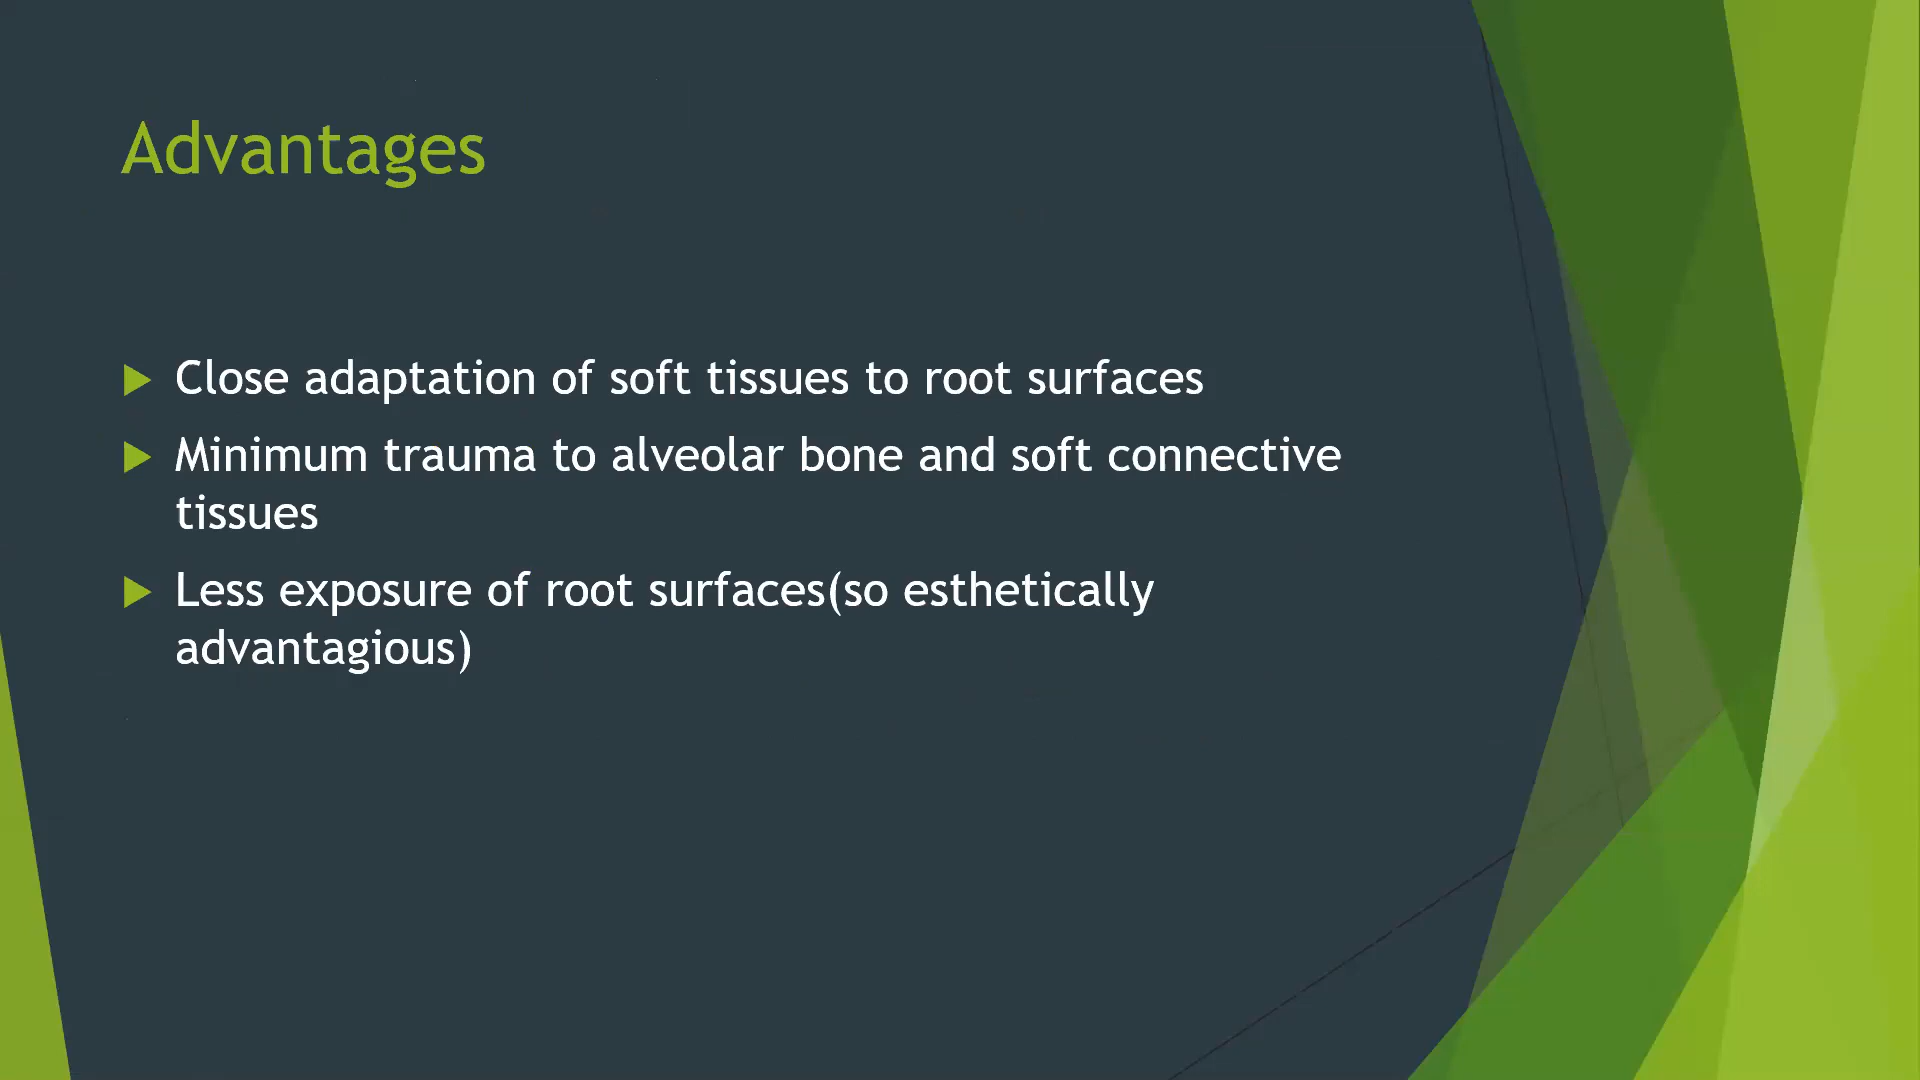 Advantages
Close adaptation of soft tissues to root surfaces
Minimum trauma to alveolar bone and soft connective
tissues
Less exposure of root surfaces(so esthetically
advantagious)